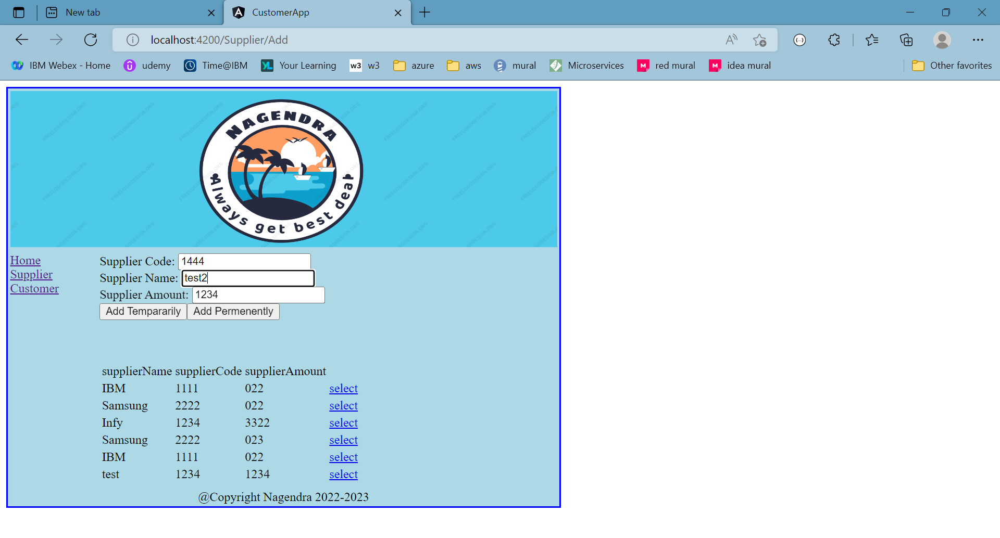 New tab
CustomerApp
localhost:4200/Supplier/Add
IBM Webex - Home udemy Time@IBM YL Your Learning w3 w3 azure aws mural Microservices M red mural M idea mural Other favorites
NAGENDRA
Always get best deal
FREELOGODESIGN.ORG
Home
Supplier
Customer
Supplier Code: 1444
Supplier Name: test2
Supplier Amount: 1234
Add Tempararily Add Permenently
supplierName supplierCode supplierAmount
IBM 1111 022 select
Samsung 2222 022 select
Infy 1234 3322 select
Samsung 2222 023 select
IBM 1111 022 select
test 1234 1234 select
@Copyright Nagendra 2022-2023